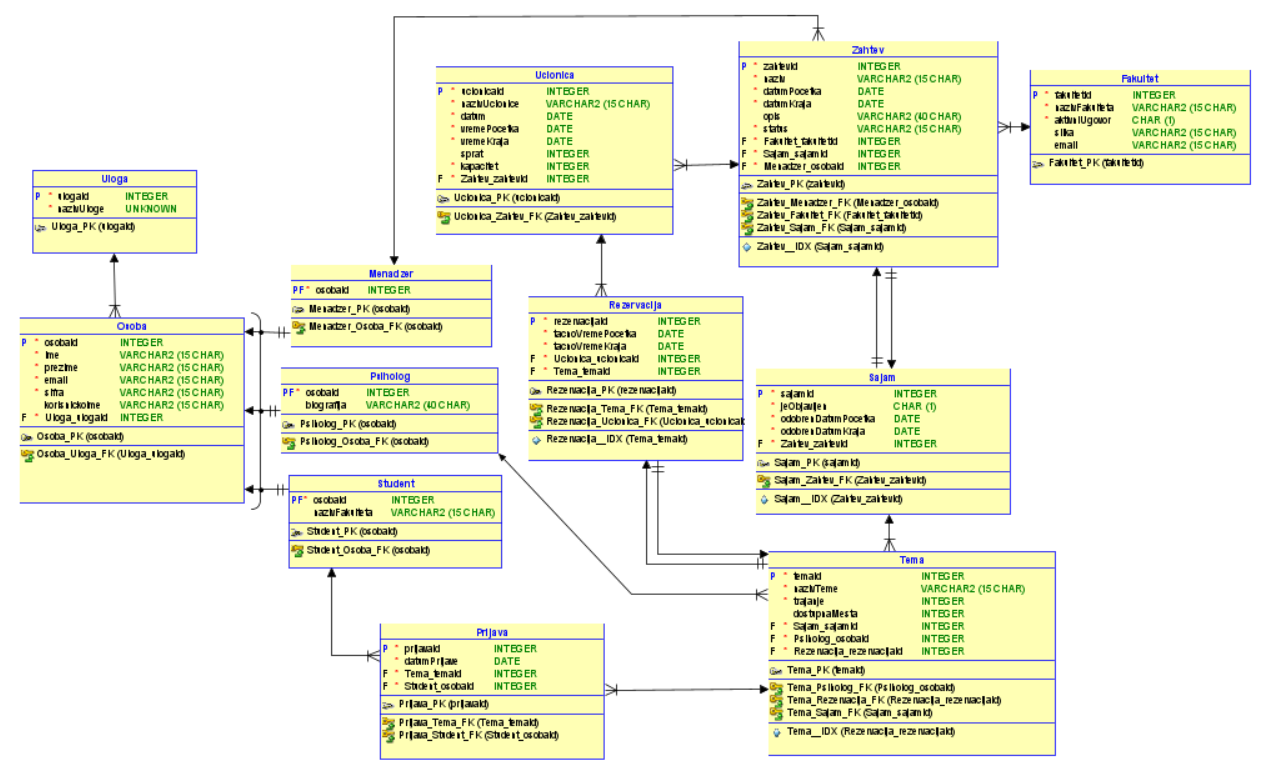 Zahtev
P * zahtevId INTEGER
* naziv VARCHAR2 (15 CHAR)
* datumPocetka DATE
* datumKraja DATE
opis VARCHAR2 (40 CHAR)
* status VARCHAR2 (15 CHAR)
F * Fakultet_fakultetId INTEGER
F * Sajam_sajamId INTEGER
F * Menadzer_osobaId INTEGER
Zahtev_PK (zahtevId)
Zahtev_Menadzer_FK (Menadzer_osobaId)
Zahtev_Fakultet_FK (Fakultet_fakultetId)
Zahtev_Sajam_FK (Sajam_sajamId)
Zahtev__IDX (Sajam_sajamId)
Ucionica
P * ucionicaId INTEGER
* nazivUcionice VARCHAR2 (15 CHAR)
* datum DATE
* vremePocetka DATE
* vremeKraja DATE
sprat INTEGER
* kapacitet INTEGER
F * Zahtev_zahtevId INTEGER
Ucionica_PK (ucionicaId)
Ucionica_Zahtev_FK (Zahtev_zahtevId)
Fakultet
P * fakultetId INTEGER
* nazivFakulteta VARCHAR2 (15 CHAR)
* aktivniUgovor CHAR (1)
slika VARCHAR2 (15 CHAR)
email VARCHAR2 (15 CHAR)
Fakultet_PK (fakultetId)
Uloga
P * ulogaId INTEGER
* nazivUloge UNKNOWN
Uloga_PK (ulogaId)
Menadzer
PF* osobaId INTEGER
Menadzer_PK (osobaId)
Menadzer_Osoba_FK (osobaId)
Rezervacija
P * rezervacijaId INTEGER
* tacnoVremePocetka DATE
* tacnoVremeKraja DATE
F * Ucionica_ucionicaId INTEGER
F * Tema_temaId INTEGER
Rezervacija_PK (rezervacijaId)
Rezervacija_Tema_FK (Tema_temaId)
Rezervacija_Ucionica_FK (Ucionica_ucionicaI
Rezervacija__IDX (Tema_temaId)
Osoba
P * osobaId INTEGER
* ime VARCHAR2 (15 CHAR)
* prezime VARCHAR2 (15 CHAR)
* email VARCHAR2 (15 CHAR)
* sifra VARCHAR2 (15 CHAR)
korisnickoIme VARCHAR2 (15 CHAR)
F * Uloga_ulogaId INTEGER
Osoba_PK (osobaId)
Osoba_Uloga_FK (Uloga_ulogaId)
Psiholog
PF* osobaId INTEGER
biografija VARCHAR2 (40 CHAR)
Psiholog_PK (osobaId)
Psiholog_Osoba_FK (osobaId)
Sajam
P * sajamId INTEGER
* jeObjavljen CHAR (1)
* odobrenDatumPocetka DATE
* odobrenDatumKraja DATE
F * Zahtev_zahtevId INTEGER
Sajam_PK (sajamId)
Sajam_Zahtev_FK (Zahtev_zahtevId)
Sajam__IDX (Zahtev_zahtevId)
Student
PF* osobaId INTEGER
nazivFakulteta VARCHAR2 (15 CHAR)
Student_PK (osobaId)
Student_Osoba_FK (osobaId)
Tema
P * temaId INTEGER
* nazivTeme VARCHAR2 (15 CHAR)
* trajanje INTEGER
dostupnaMesta INTEGER
F * Sajam_sajamId INTEGER
F * Psiholog_osobaId INTEGER
F * Rezervacija_rezervacijaId INTEGER
Tema_PK (temaId)
Tema_Psiholog_FK (Psiholog_osobaId)
Tema_Rezervacija_FK (Rezervacija_rezervacijaId)
Tema_Sajam_FK (Sajam_sajamId)
Tema__IDX (Rezervacija_rezervacijaId)
Prijava
P * prijavaId INTEGER
* datumPrijave DATE
F * Tema_temaId INTEGER
F * Student_osobaId INTEGER
Prijava_PK (prijavaId)
Prijava_Tema_FK (Tema_temaId)
Prijava_Student_FK (Student_osobaId)